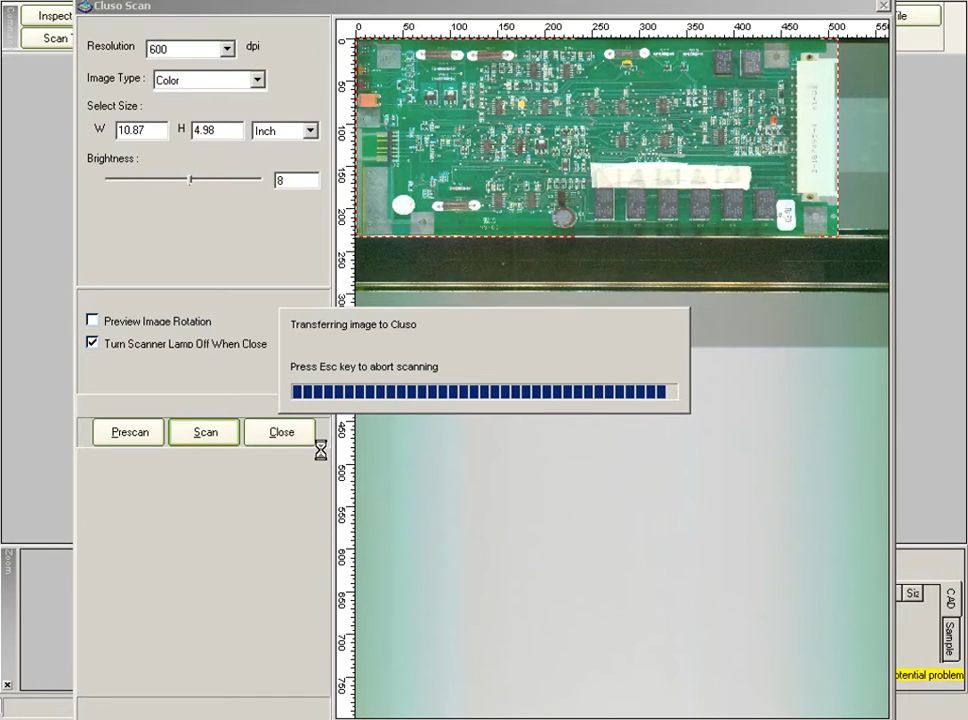 Cluso Scan
Inspect
Scan
Resolution 600 dpi
Image Type : Color
Select Size :
W 10.87 H 4.98 Inch
Brightness :
8
0 50 100 150 200 250 300 350 400 450 500
0
50
100
150
200
250
Preview Image Rotation
Turn Scanner Lamp Off When Close
Transferring image to Cluso
Press Esc key to abort scanning
Prescan Scan Close
450
500
550
600
650
700
750
Zoom
Siz
CAD
Sample
otential problem